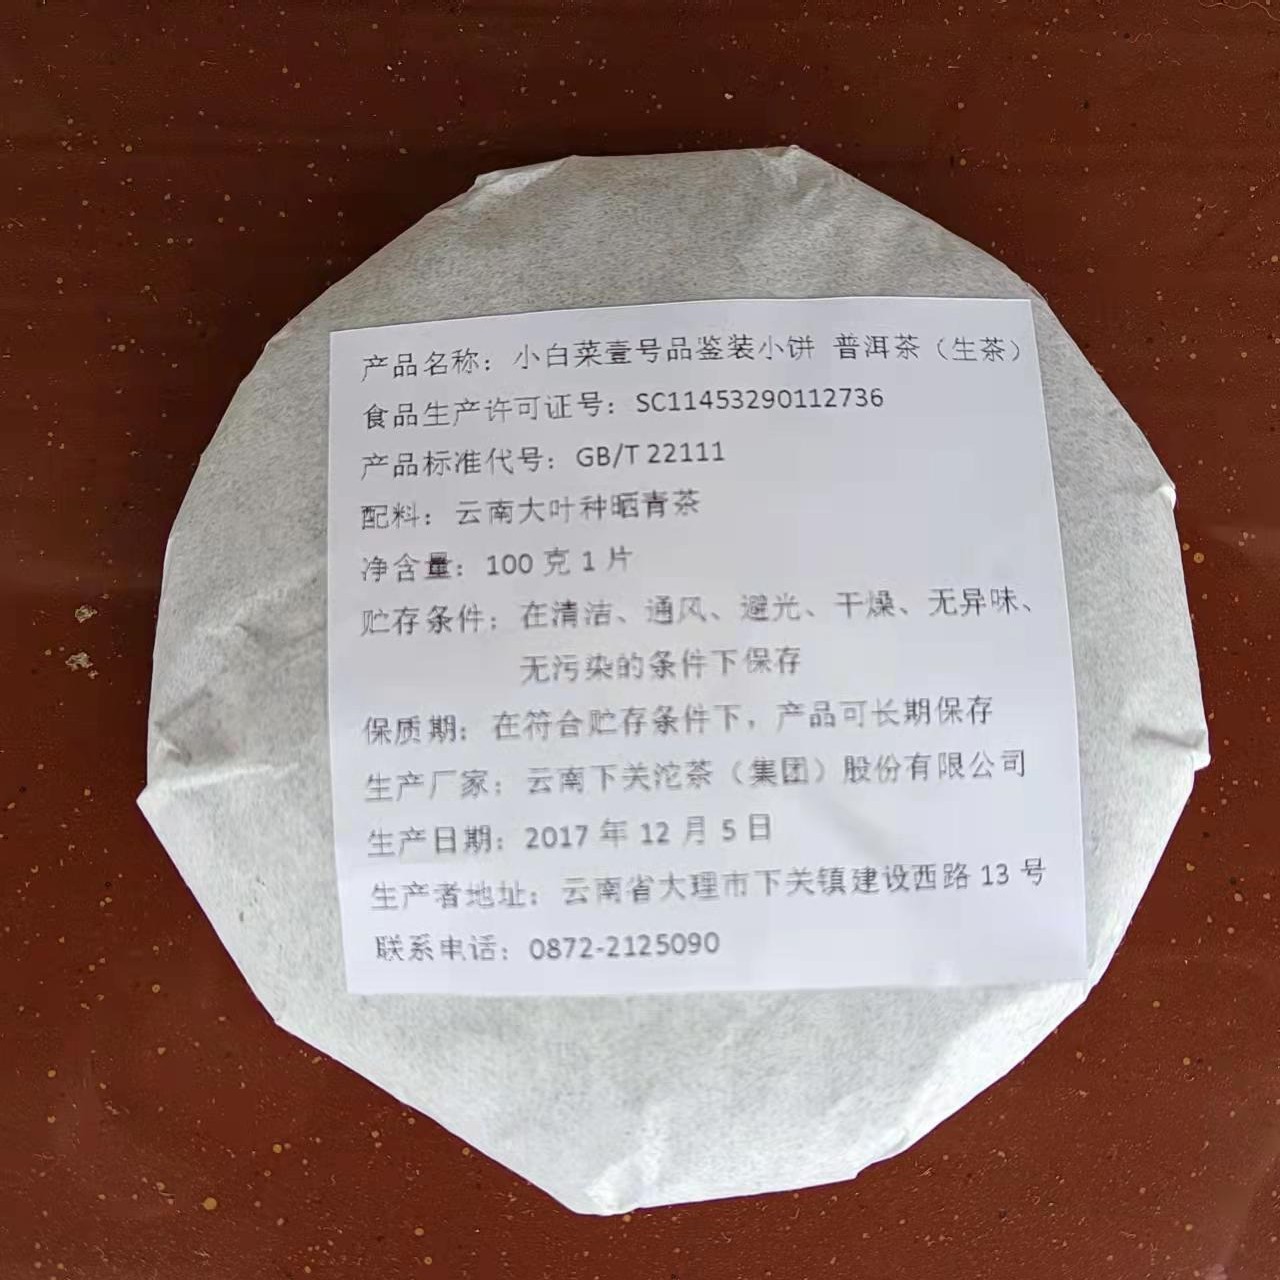 产品名称：小白菜壹号品鉴装小饼 普洱茶（生茶）
食品生产许可证号：SC11453290112736
产品标准代号：GB/T 22111
配料：云南大叶种晒青茶
净含量：100 克 1 片
贮存条件：在清洁、通风、避光、干燥、无异味、
无污染的条件下保存
保质期：在符合贮存条件下，产品可长期保存
生产厂家：云南下关沱茶（集团）股份有限公司
生产日期：2017 年 12 月 5 日
生产者地址：云南省大理市下关镇建设西路 13 号
联系电话：0872-2125090